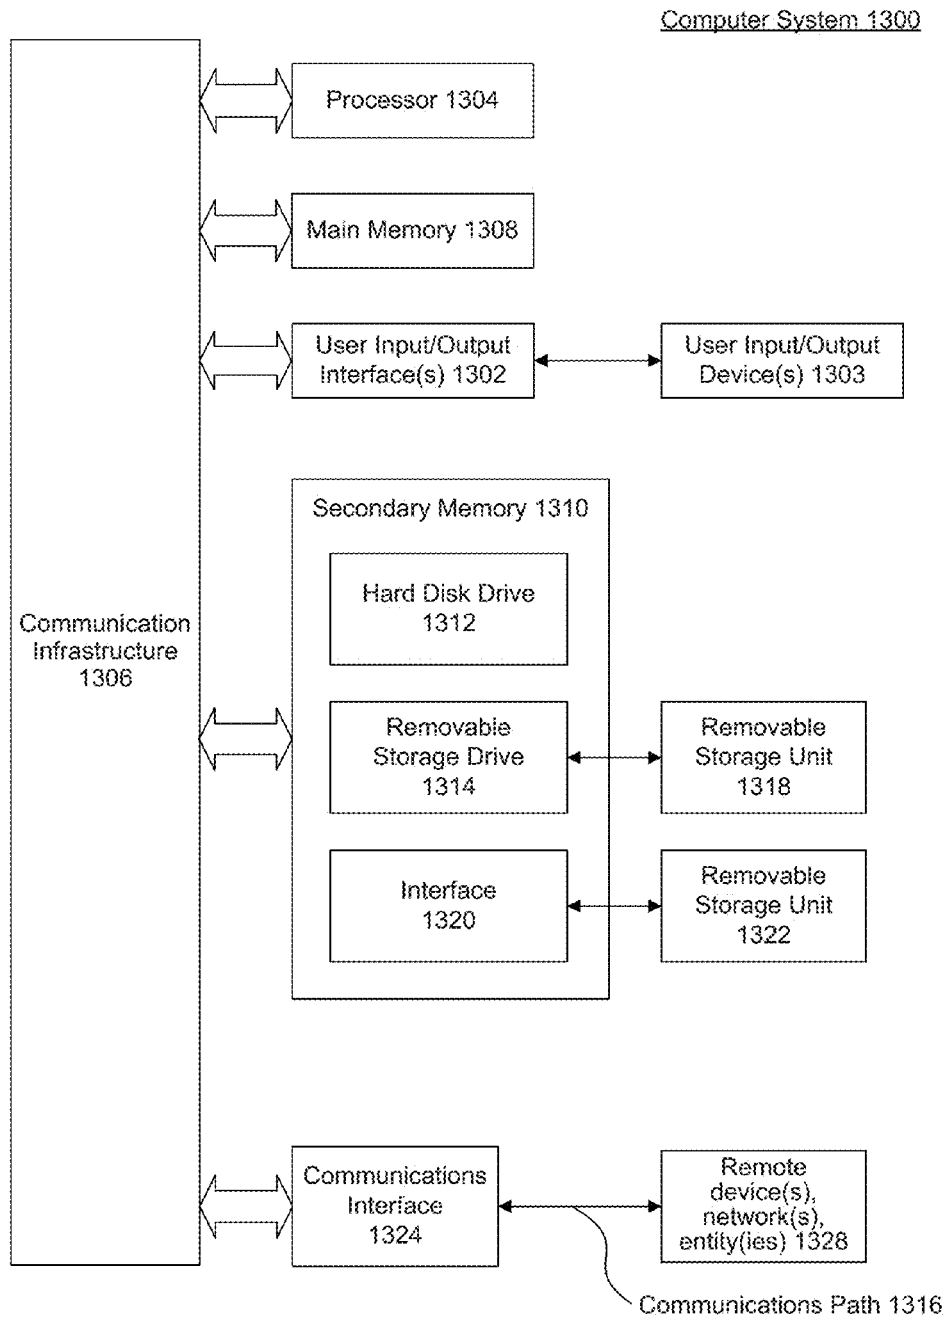 Computer System 1300
Processor 1304
Main Memory 1308
User Input/Output
Interface(s) 1302
User Input/Output
Device(s) 1303
Secondary Memory 1310
Hard Disk Drive
1312
Communication
Infrastructure
1306
Removable
Storage Drive
1314
Removable
Storage Unit
1318
Interface
1320
Removable
Storage Unit
1322
Communications
Interface
1324
Remote
device(s),
network(s),
entity(ies) 1328
Communications Path 1316